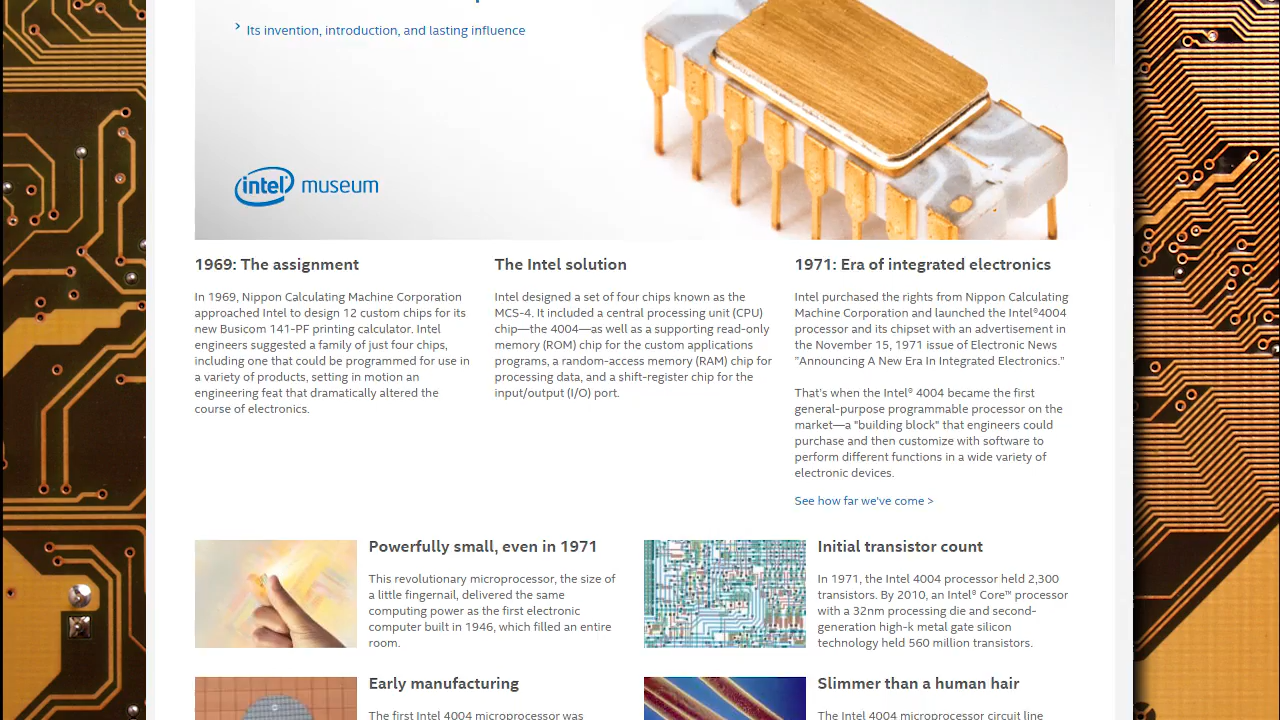 Its invention, introduction, and lasting influence
intel museum
1969: The assignment
In 1969, Nippon Calculating Machine Corporation
approached Intel to design 12 custom chips for its
new Busicom 141-PF printing calculator. Intel
engineers suggested a family of just four chips,
including one that could be programmed for use in
a variety of products, setting in motion an
engineering feat that dramatically altered the
course of electronics.
The Intel solution
Intel designed a set of four chips known as the
MCS-4. It included a central processing unit (CPU)
chip—the 4004—as well as a supporting read-only
memory (ROM) chip for the custom applications
programs, a random-access memory (RAM) chip for
processing data, and a shift-register chip for the
input/output (I/O) port.
1971: Era of integrated electronics
Intel purchased the rights from Nippon Calculating
Machine Corporation and launched the Intel®4004
processor and its chipset with an advertisement in
the November 15, 1971 issue of Electronic News
"Announcing A New Era In Integrated Electronics."
That's when the Intel® 4004 became the first
general-purpose programmable processor on the
market—a "building block" that engineers could
purchase and then customize with software to
perform different functions in a wide variety of
electronic devices.
See how far we've come >
Powerfully small, even in 1971
This revolutionary microprocessor, the size of
a little fingernail, delivered the same
computing power as the first electronic
computer built in 1946, which filled an entire
room.
Initial transistor count
In 1971, the Intel 4004 processor held 2,300
transistors. By 2010, an Intel® Core™ processor
with a 32nm processing die and second-
generation high-k metal gate silicon
technology held 560 million transistors.
Early manufacturing
The first Intel 4004 microprocessor was
Slimmer than a human hair
The Intel 4004 microprocessor circuit line